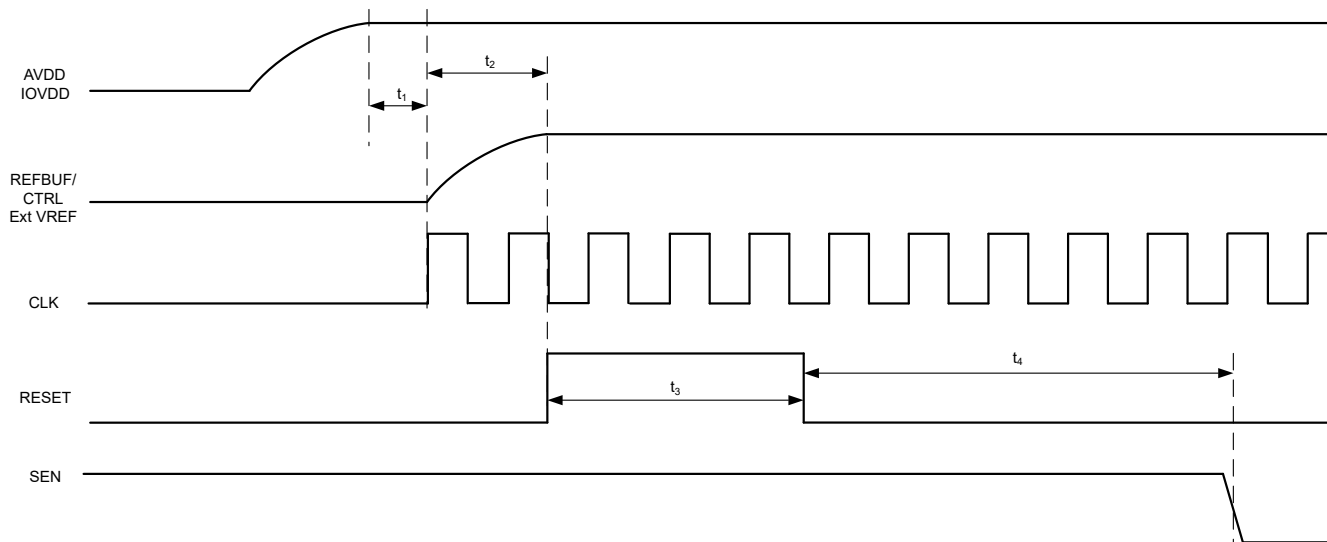 AVDD
IOVDD
t₂
t₁
REFBUF/
CTRL
Ext VREF
CLK
RESET
t₃
t₄
SEN